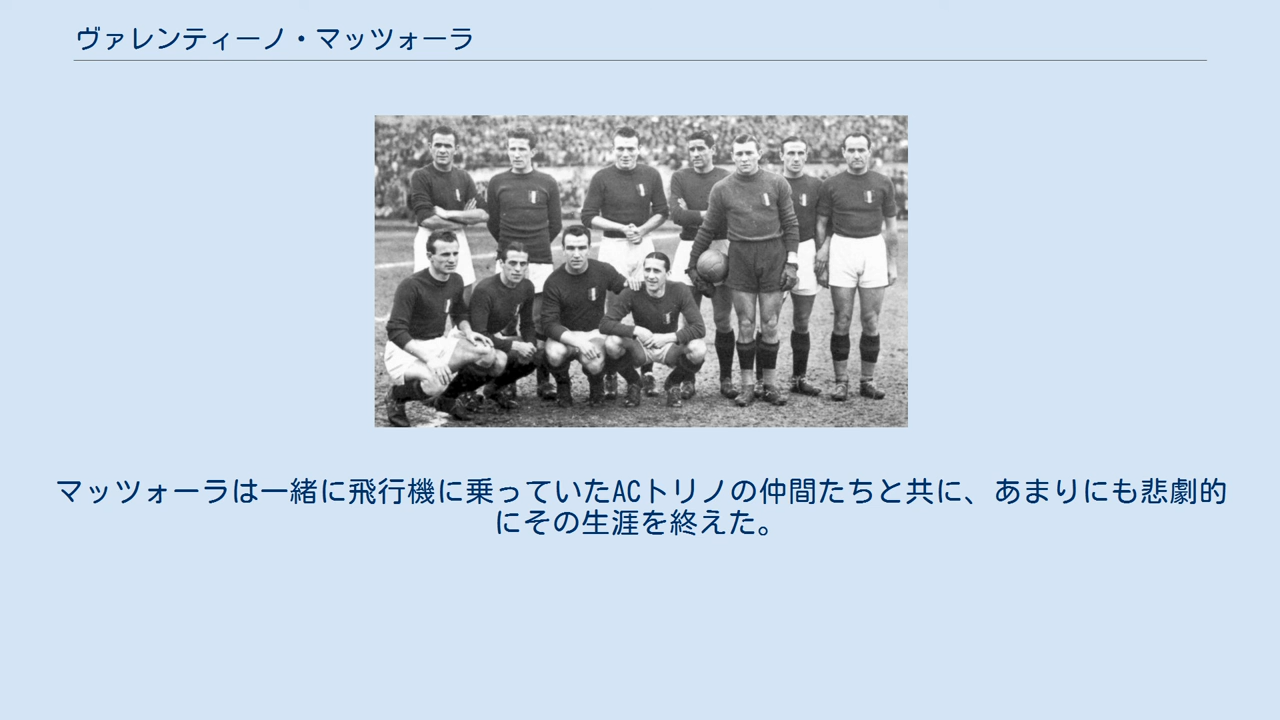 ヴァレンティーノ・マッツォーラ
マッツォーラは一緒に飛行機に乗っていたACトリノの仲間たちと共に、あまりにも悲劇的
にその生涯を終えた。